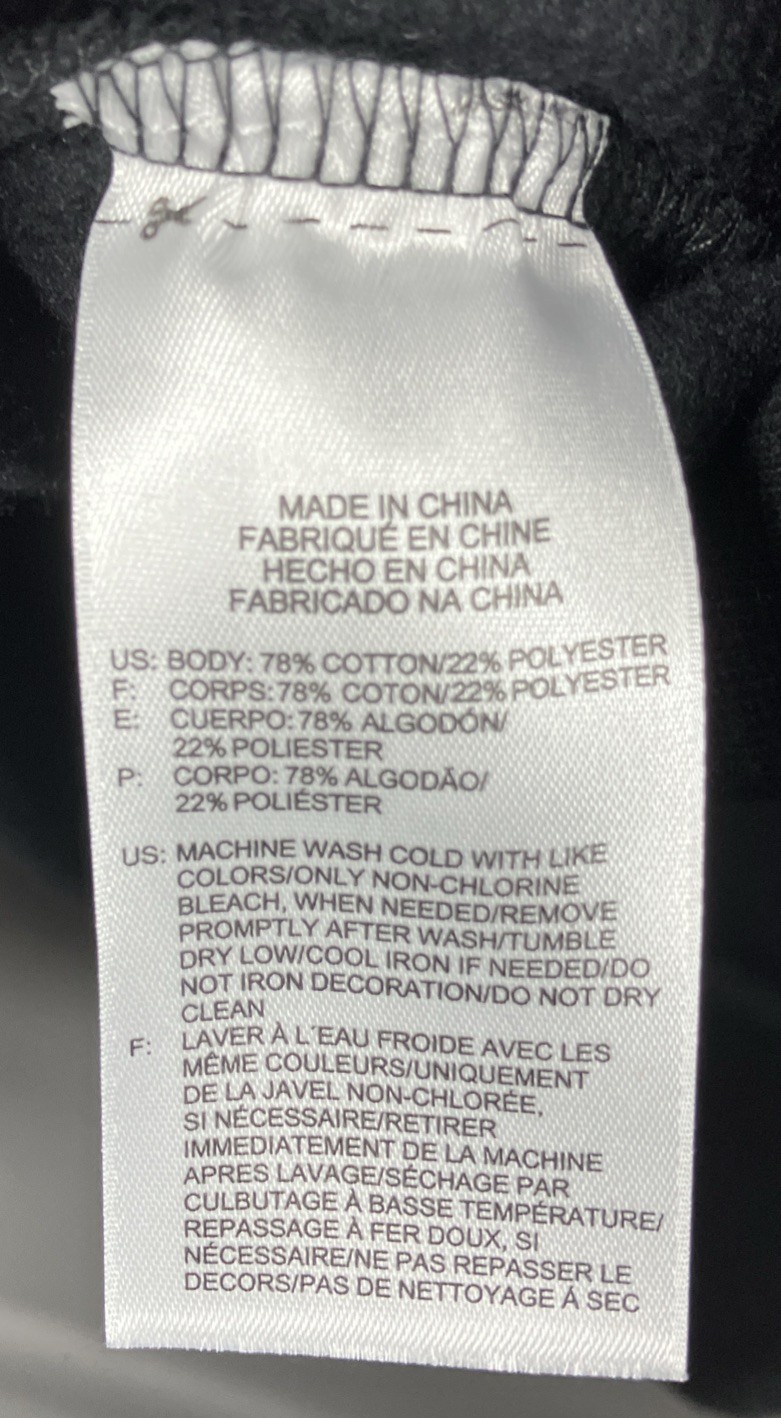 MADE IN CHINA
FABRIQUÉ EN CHINE
HECHO EN CHINA
FABRICADO NA CHINA
US: BODY: 78% COTTON/22% POLYESTER
F: CORPS: 78% COTON/22% POLYESTER
E: CUERPO: 78% ALGODÓN/
22% POLIESTER
P: CORPO: 78% ALGODÃO/
22% POLIÉSTER
US: MACHINE WASH COLD WITH LIKE
COLORS/ONLY NON-CHLORINE
BLEACH, WHEN NEEDED/REMOVE
PROMPTLY AFTER WASH/TUMBLE
DRY LOW/COOL IRON IF NEEDED/DO
NOT IRON DECORATION/DO NOT DRY
CLEAN
F: LAVER À L´EAU FROIDE AVEC LES
MÊME COULEURS/UNIQUEMENT
DE LA JAVEL NON-CHLORÉE,
SI NÉCESSAIRE/RETIRER
IMMEDIATEMENT DE LA MACHINE
APRES LAVAGE/SÉCHAGE PAR
CULBUTAGE À BASSE TEMPÉRATURE/
REPASSAGE À FER DOUX, SI
NÉCESSAIRE/NE PAS REPASSER LE
DECORS/PAS DE NETTOYAGE Á SEC